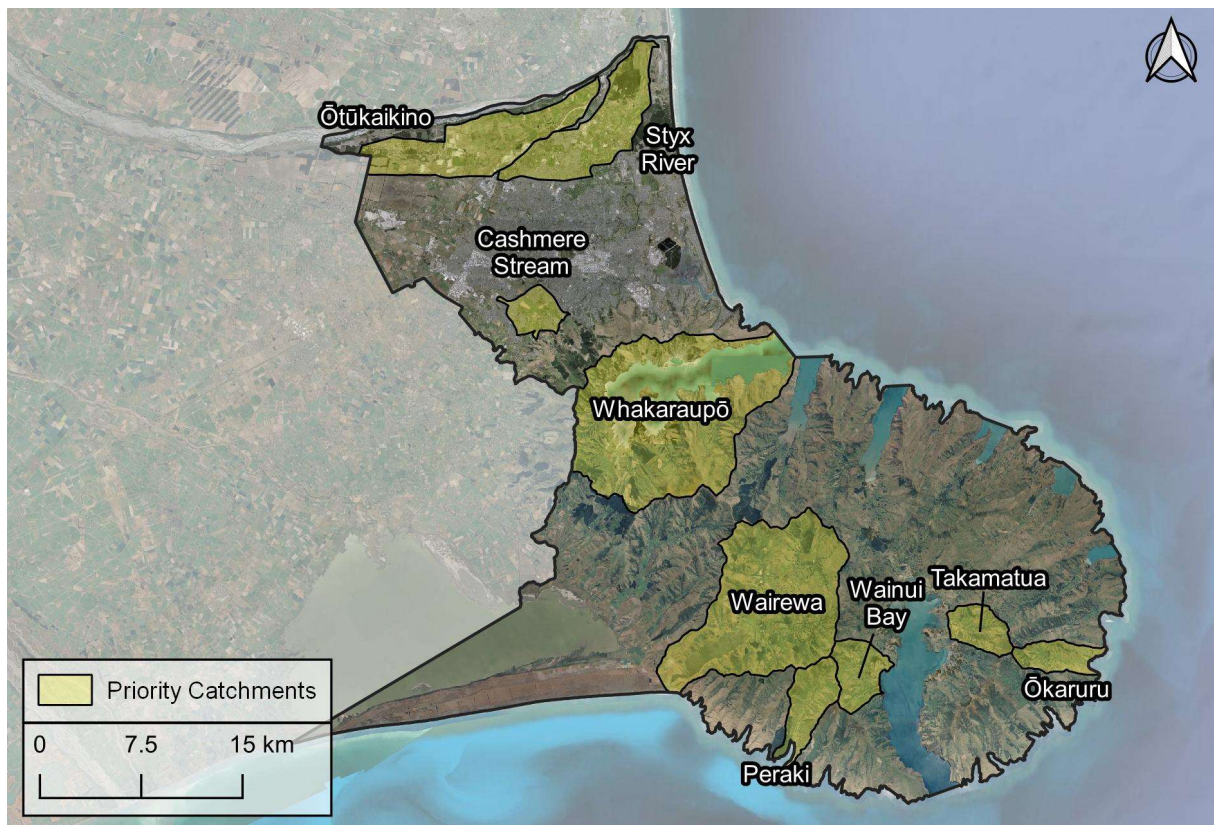 Ōtūkaikino
Styx
River
Cashmere
Stream
Whakaraupō
Wairewa
Wainui
Bay
Takamatua
Ōkaruru
Peraki
Priority Catchments
0 7.5 15 km